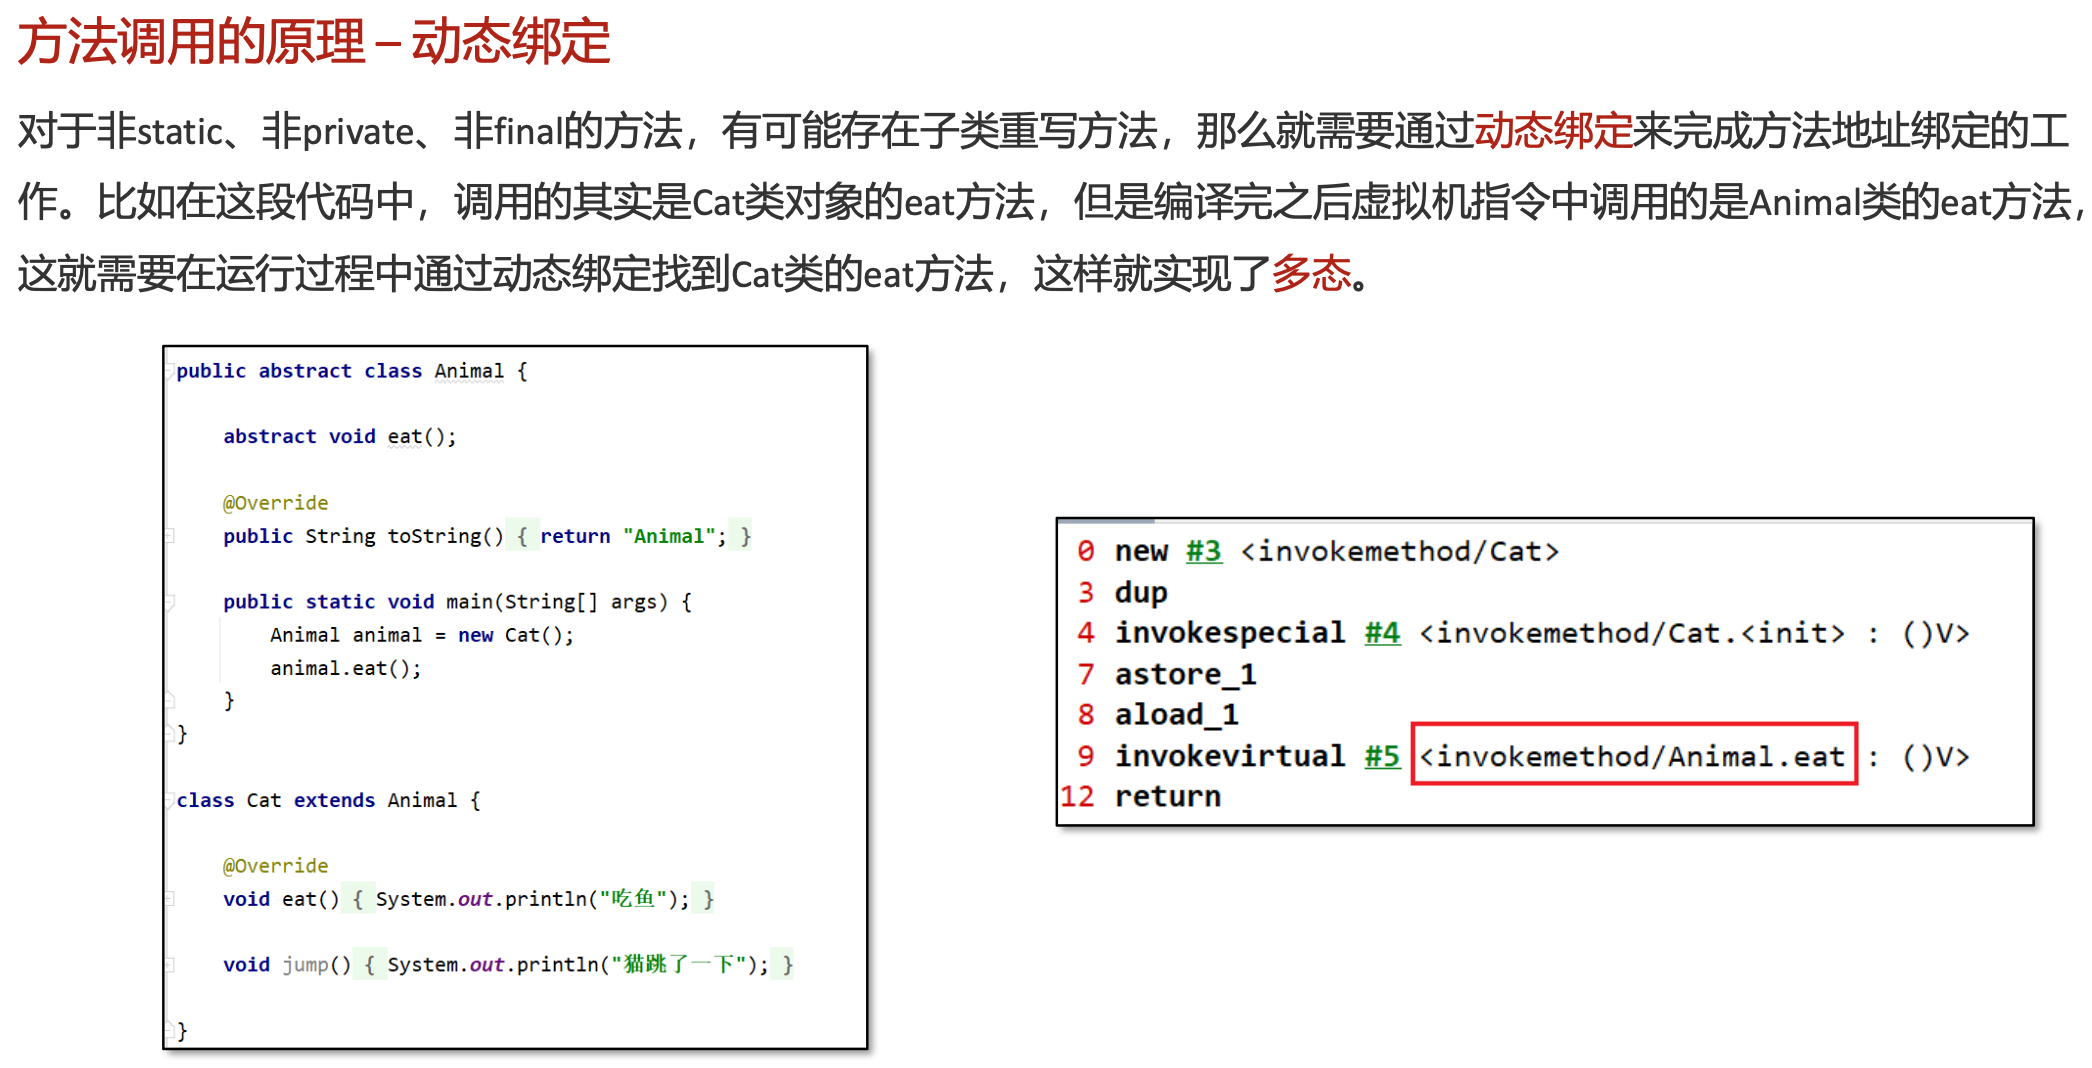 方法调用的原理 – 动态绑定
对于非static、非private、非final的方法，有可能存在子类重写方法，那么就需要通过动态绑定来完成方法地址绑定的工
作。比如在这段代码中，调用的其实是Cat类对象的eat方法，但是编译完之后虚拟机指令中调用的是Animal类的eat方法，
这就需要在运行过程中通过动态绑定找到Cat类的eat方法，这样就实现了多态。
public abstract class Animal {
abstract void eat();
@Override
public String toString() { return "Animal"; }
public static void main(String[] args) {
Animal animal = new Cat();
animal.eat();
}
}
class Cat extends Animal {
@Override
void eat() { System.out.println("吃鱼"); }
void jump() { System.out.println("猫跳了一下"); }
}
0 new #3 <invokemethod/Cat>
3 dup
4 invokespecial #4 <invokemethod/Cat.<init> : ()V>
7 astore_1
8 aload_1
9 invokevirtual #5 <invokemethod/Animal.eat : ()V>
12 return